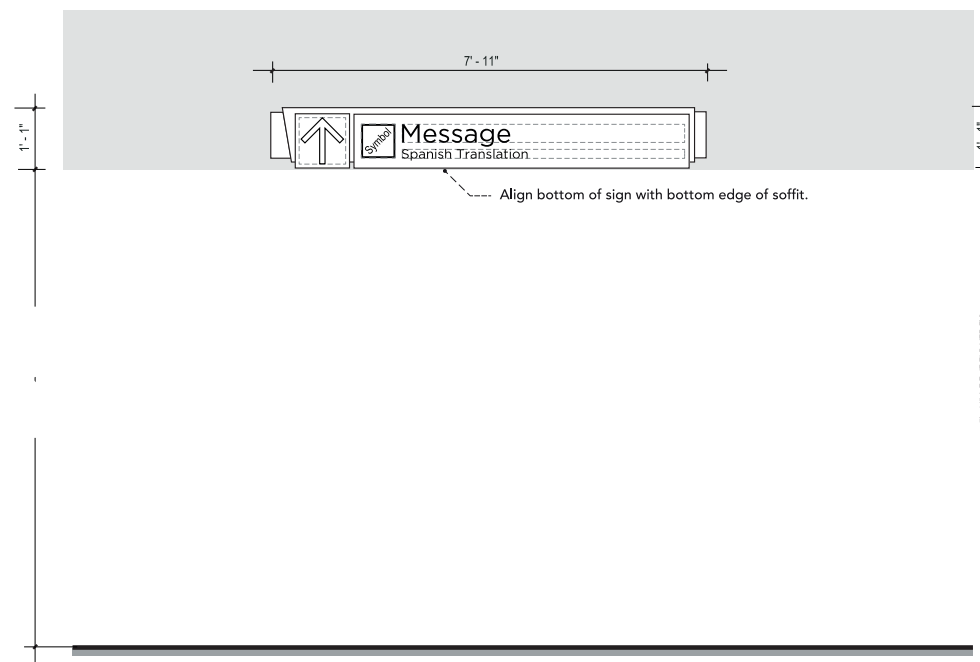 7' - 11"
1' - 1"
Symbol
Message
Spanish Translation
Align bottom of sign with bottom edge of soffit.